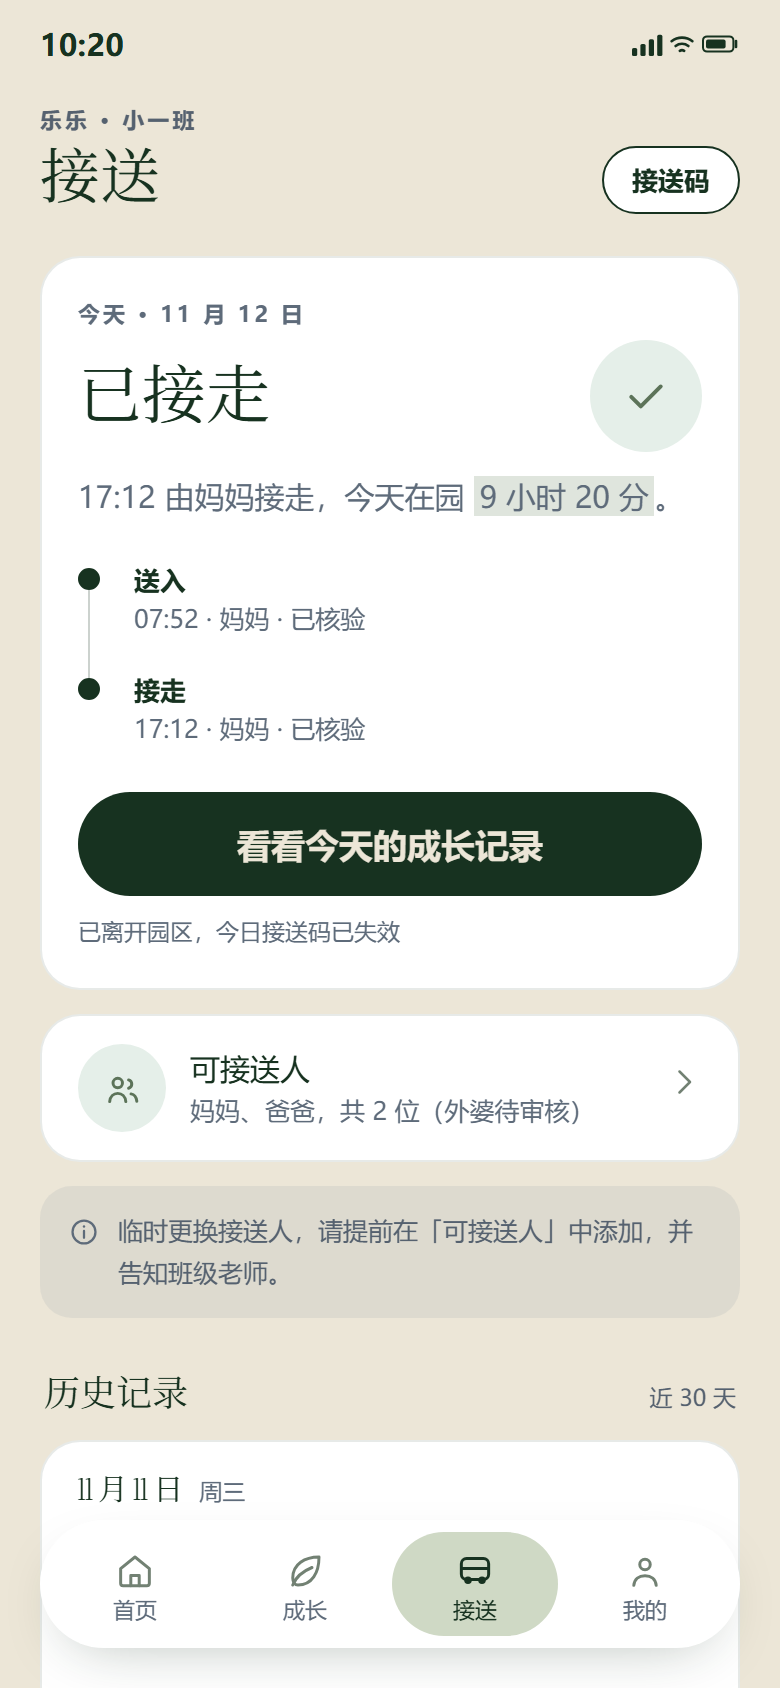 10:20
乐乐 • 小一班
接送
接送码
今天 • 11 月 12 日
已接走
17:12 由妈妈接走，今天在园 9 小时 20 分。
送入
07:52 · 妈妈 · 已核验
接走
17:12 · 妈妈 · 已核验
看看今天的成长记录
已离开园区，今日接送码已失效
可接送人
妈妈、爸爸，共 2 位（外婆待审核）
临时更换接送人，请提前在「可接送人」中添加，并
告知班级老师。
历史记录
近 30 天
11月11日 周三
首页
成长
接送
我的